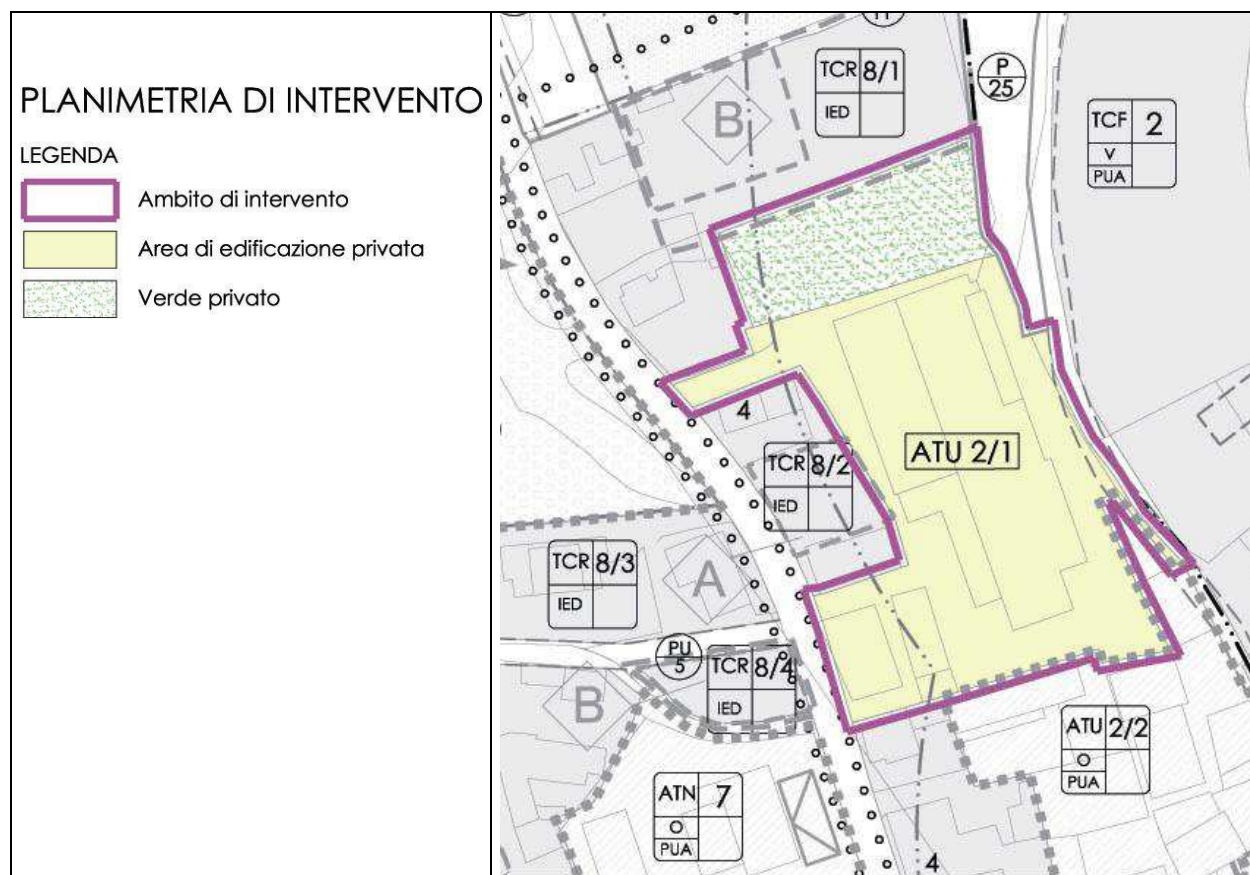 PLANIMETRIA DI INTERVENTO
LEGENDA
Ambito di intervento
Area di edificazione privata
Verde privato
TCR 8/1
IED
P
25
TCF 2
V
PUA
B
4
ATU 2/1
TCR 8/2
IED
TCR 8/3
IED
A
PU
5
TCR 8/4
IED
B
ATU 2/2
O
PUA
ATN 7
O
PUA
4